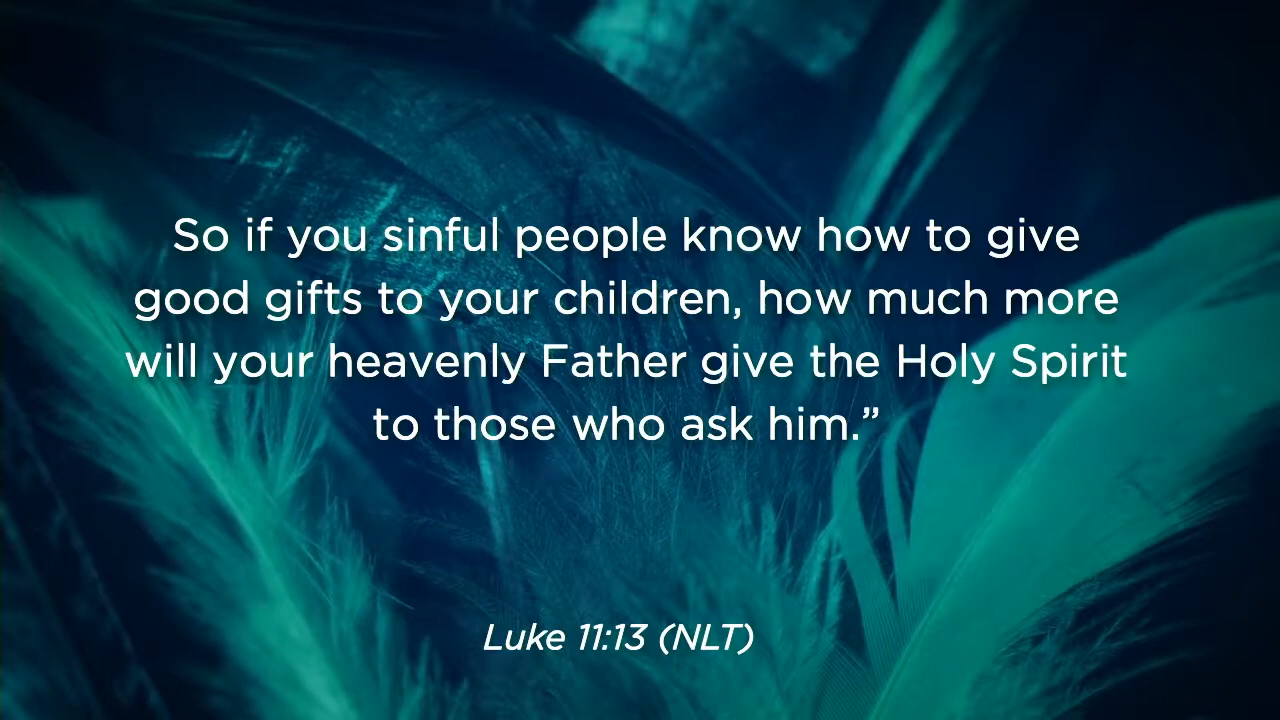 So if you sinful people know how to give
good gifts to your children, how much more
will your heavenly Father give the Holy Spirit
to those who ask him.”
Luke 11:13 (NLT)